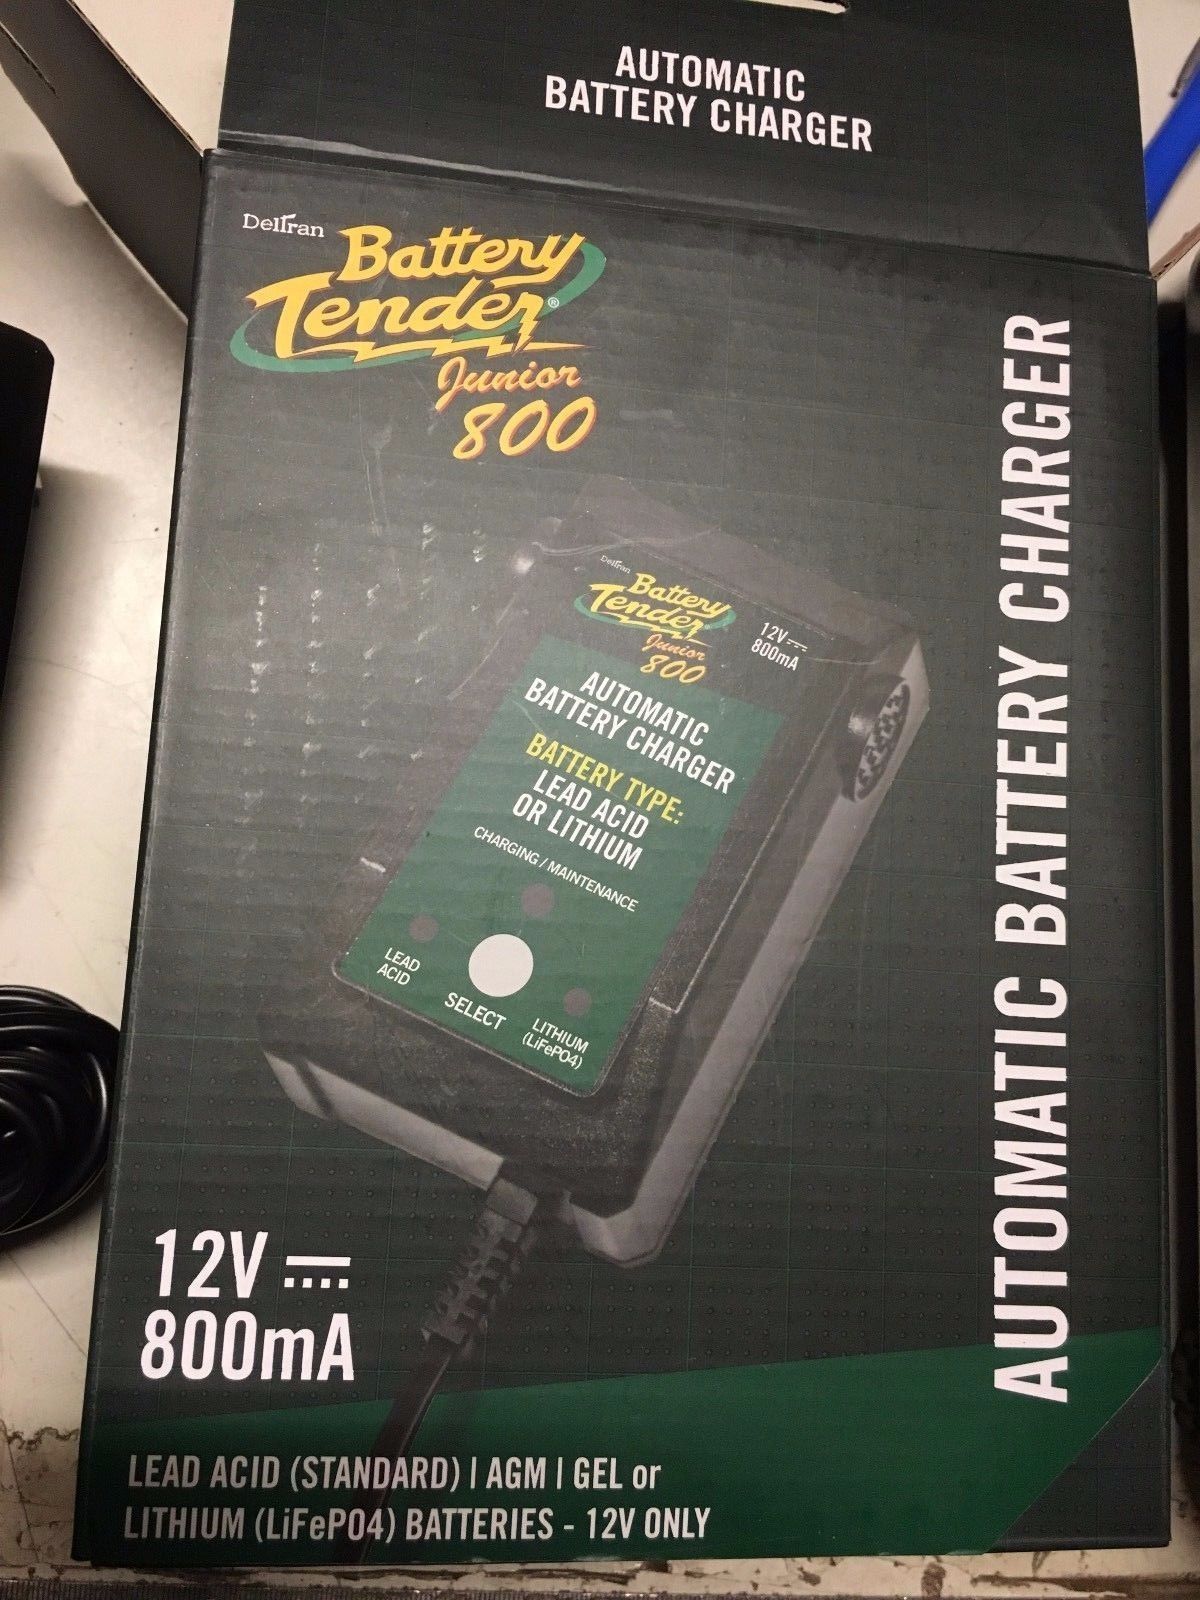 AUTOMATIC
BATTERY CHARGER
Deltran
Battery
Tender®
Junior
800
AUTOMATIC BATTERY CHARGER
Deltran
Battery
Tender
Junior
800
12V
800mA
AUTOMATIC
BATTERY CHARGER
BATTERY TYPE:
LEAD ACID
OR LITHIUM
CHARGING / MAINTENANCE
LEAD
ACID
SELECT
LITHIUM
(LiFePO4)
12V
800mA
LEAD ACID (STANDARD) | AGM | GEL or
LITHIUM (LiFePO4) BATTERIES - 12V ONLY